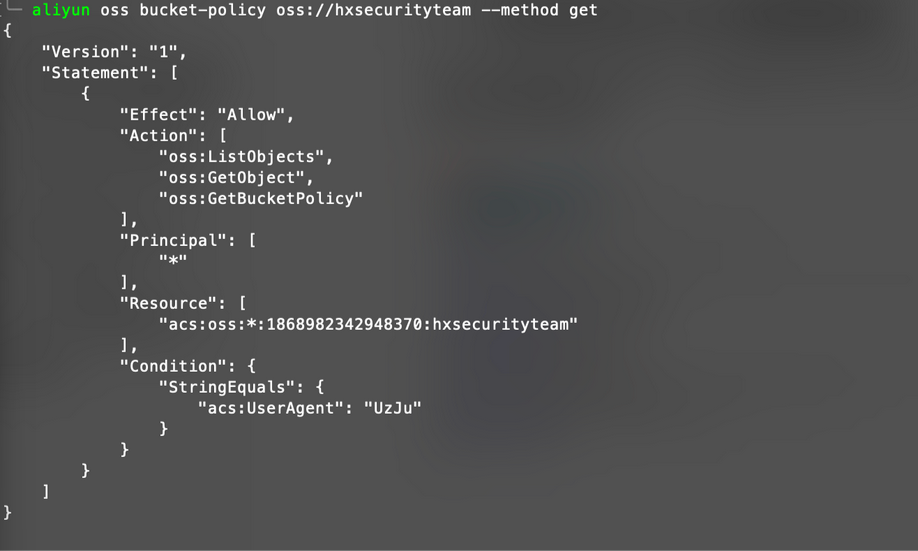 aliyun oss bucket-policy oss://hxsecurityteam --method get
{
    "Version": "1",
    "Statement": [
        {
            "Effect": "Allow",
            "Action": [
                "oss:ListObjects",
                "oss:GetObject",
                "oss:GetBucketPolicy"
            ],
            "Principal": [
                "*"
            ],
            "Resource": [
                "acs:oss:*:1868982342948370:hxsecurityteam"
            ],
            "Condition": {
                "StringEquals": {
                    "acs:UserAgent": "UzJu"
                }
            }
        }
    ]
}